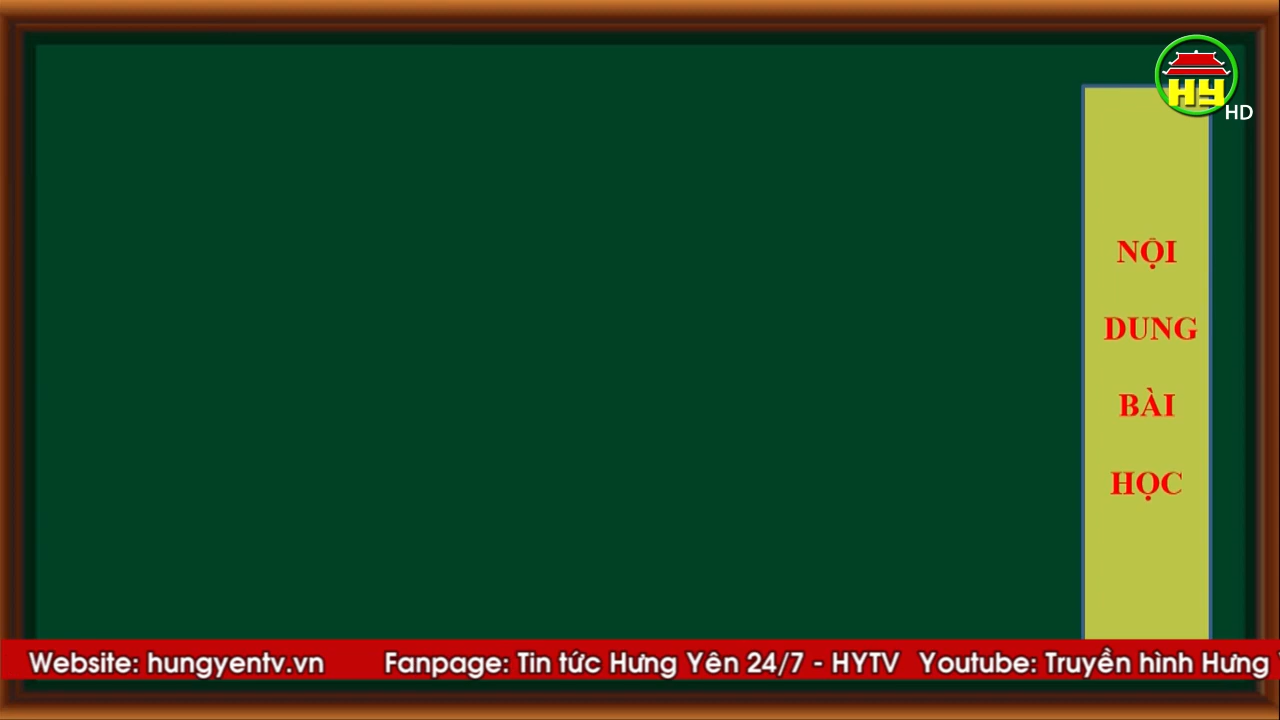 HY
HD
NỘI
DUNG
BÀI
HỌC
Website: hungyentv.vn Fanpage: Tin tức Hưng Yên 24/7 - HYTV Youtube: Truyền hình Hưng